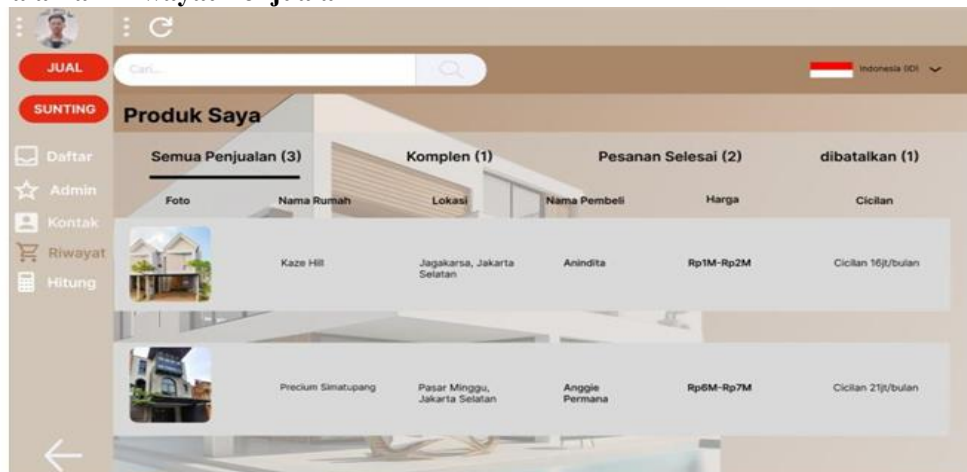 JUAL
Cari...
Indonesia (ID)
SUNTING
Produk Saya
Daftar
Semua Penjualan (3)
Komplen (1)
Pesanan Selesai (2)
dibatalkan (1)
Admin
Foto
Nama Rumah
Lokasi
Nama Pembeli
Harga
Cicilan
Kontak
Riwayat
Hitung
Kaze Hill
Jagakarsa, Jakarta
Selatan
Anindita
Rp1M-Rp2M
Cicilan 16jt/bulan
Precium Simatupang
Pasar Minggu,
Jakarta Selatan
Anggie
Permana
Rp6M-Rp7M
Cicilan 21jt/bulan